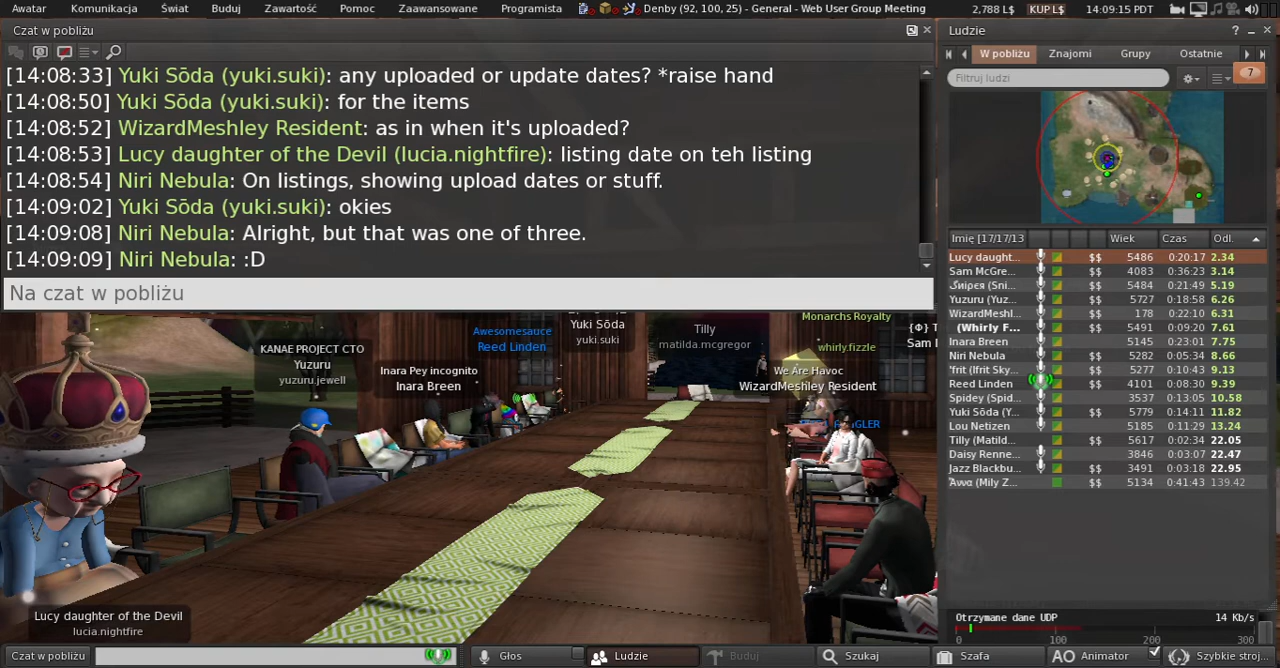 Awatar Komunikacja Świat Buduj Zawartość Pomoc Zaawansowane Programista Denby (92, 100, 25) - General - Web User Group Meeting 2,788 L$ KUP L$ 14:09:15 PDT
Czat w pobliżu
[14:08:33] Yuki Sōda (yuki.suki): any uploaded or update dates? *raise hand
[14:08:50] Yuki Sōda (yuki.suki): for the items
[14:08:52] WizardMeshley Resident: as in when it's uploaded?
[14:08:53] Lucy daughter of the Devil (lucia.nightfire): listing date on teh listing
[14:08:54] Niri Nebula: On listings, showing upload dates or stuff.
[14:09:02] Yuki Sōda (yuki.suki): okies
[14:09:08] Niri Nebula: Alright, but that was one of three.
[14:09:09] Niri Nebula: :D
Na czat w pobliżu
KANAE PROJECT CTO
Yuzuru
yuzuru.jewell
Inara Pey incognito
Inara Breen
Awesomesauce
Reed Linden
Yuki Sōda
yuki.suki
Tilly
matilda.mcgregor
Monarchs Royalty
whirly.fizzle
We Are Havoc
WizardMeshley Resident
{Φ} T
Sam
Lucy daughter of the Devil
lucia.nightfire
Ludzie
W pobliżu Znajomi Grupy Ostatnie
Filtruj ludzi
7
Imię [17/17/13 Wiek Czas Odl.
Lucy daught... $$ 5486 0:20:17 2.34
Sam McGre... $$ 4083 0:36:23 3.14
(Sni... $$ 5484 0:21:49 5.19
Yuzuru (Yuz... $$ 5727 0:18:58 6.26
WizardMeshl... $$ 178 0:22:10 6.31
(Whirly F... $$ 5491 0:09:20 7.61
Inara Breen 5145 0:23:01 7.75
Niri Nebula $$ 5282 0:05:34 8.66
'frit (Ifrit Sky... $$ 5277 0:10:43 9.13
Reed Linden $$ 4101 0:08:30 9.39
Spidey (Spid... 3537 0:13:05 10.58
Yuki Sōda (Y... $$ 5779 0:14:11 11.82
Lou Netizen 5185 0:11:29 13.24
Tilly (Matild... $$ 5617 0:02:34 22.05
Daisy Renne... 3846 0:03:07 22.47
Jazz Blackbu... $$ 3491 0:03:18 22.95
(Mily Z... $$ 5134 0:41:43 139.42
Otrzymane dane UDP 14 Kb/s
0 100 200 300
Czat w pobliżu Głos Ludzie Buduj Szukaj Szafa AO Animator Szybkie stroj...